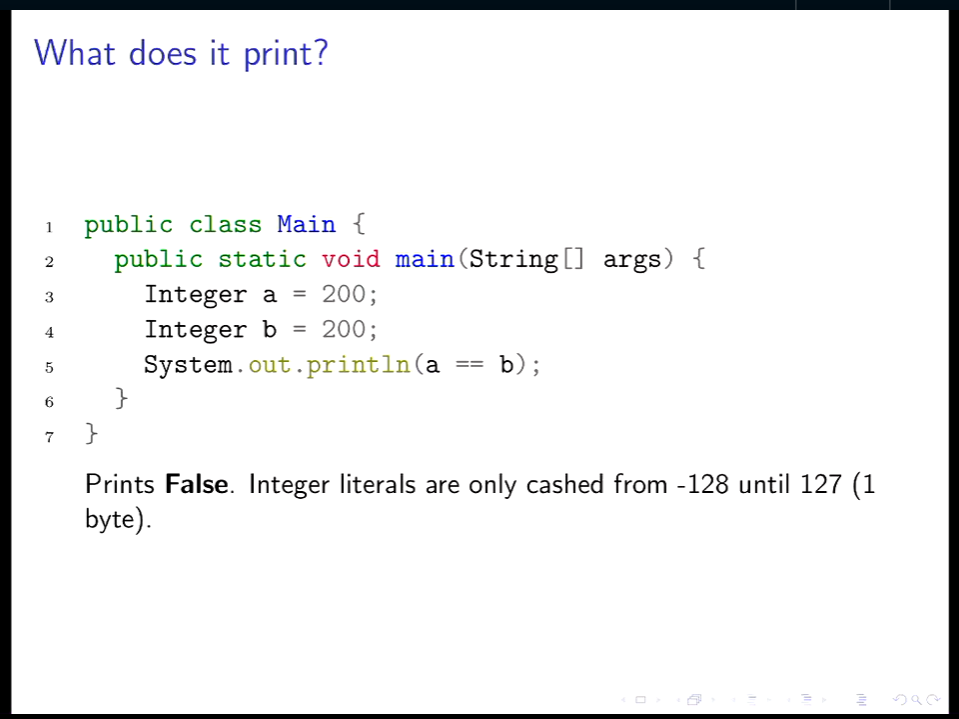 What does it print?
1 public class Main {
2   public static void main(String[] args) {
3     Integer a = 200;
4     Integer b = 200;
5     System.out.println(a == b);
6   }
7 }
Prints False. Integer literals are only cashed from -128 until 127 (1
byte).